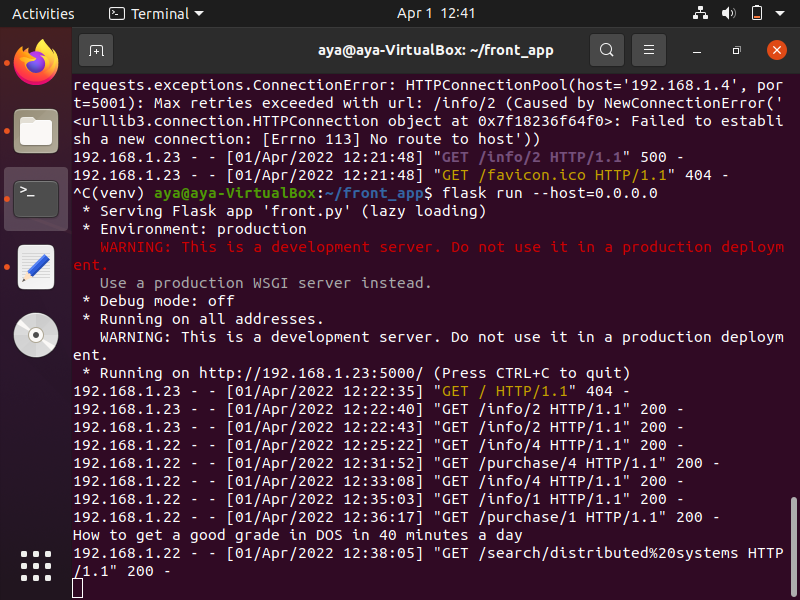 Activities Terminal Apr 1 12:41
aya@aya-VirtualBox: ~/front_app
requests.exceptions.ConnectionError: HTTPConnectionPool(host='192.168.1.4', por
t=5001): Max retries exceeded with url: /info/2 (Caused by NewConnectionError('
<urllib3.connection.HTTPConnection object at 0x7f18236f64f0>: Failed to establi
sh a new connection: [Errno 113] No route to host'))
192.168.1.23 - - [01/Apr/2022 12:21:48] "GET /info/2 HTTP/1.1" 500 -
192.168.1.23 - - [01/Apr/2022 12:21:48] "GET /favicon.ico HTTP/1.1" 404 -
^C(venv) aya@aya-VirtualBox:~/front_app$ flask run --host=0.0.0.0
 * Serving Flask app 'front.py' (lazy loading)
 * Environment: production
   WARNING: This is a development server. Do not use it in a production deploym
ent.
   Use a production WSGI server instead.
 * Debug mode: off
 * Running on all addresses.
   WARNING: This is a development server. Do not use it in a production deploym
ent.
 * Running on http://192.168.1.23:5000/ (Press CTRL+C to quit)
192.168.1.23 - - [01/Apr/2022 12:22:35] "GET / HTTP/1.1" 404 -
192.168.1.23 - - [01/Apr/2022 12:22:40] "GET /info/2 HTTP/1.1" 200 -
192.168.1.23 - - [01/Apr/2022 12:22:43] "GET /info/2 HTTP/1.1" 200 -
192.168.1.22 - - [01/Apr/2022 12:25:22] "GET /info/4 HTTP/1.1" 200 -
192.168.1.22 - - [01/Apr/2022 12:31:52] "GET /purchase/4 HTTP/1.1" 200 -
192.168.1.22 - - [01/Apr/2022 12:33:08] "GET /info/4 HTTP/1.1" 200 -
192.168.1.22 - - [01/Apr/2022 12:35:03] "GET /info/1 HTTP/1.1" 200 -
192.168.1.22 - - [01/Apr/2022 12:36:17] "GET /purchase/1 HTTP/1.1" 200 -
How to get a good grade in DOS in 40 minutes a day
192.168.1.22 - - [01/Apr/2022 12:38:05] "GET /search/distributed%20systems HTTP
/1.1" 200 -